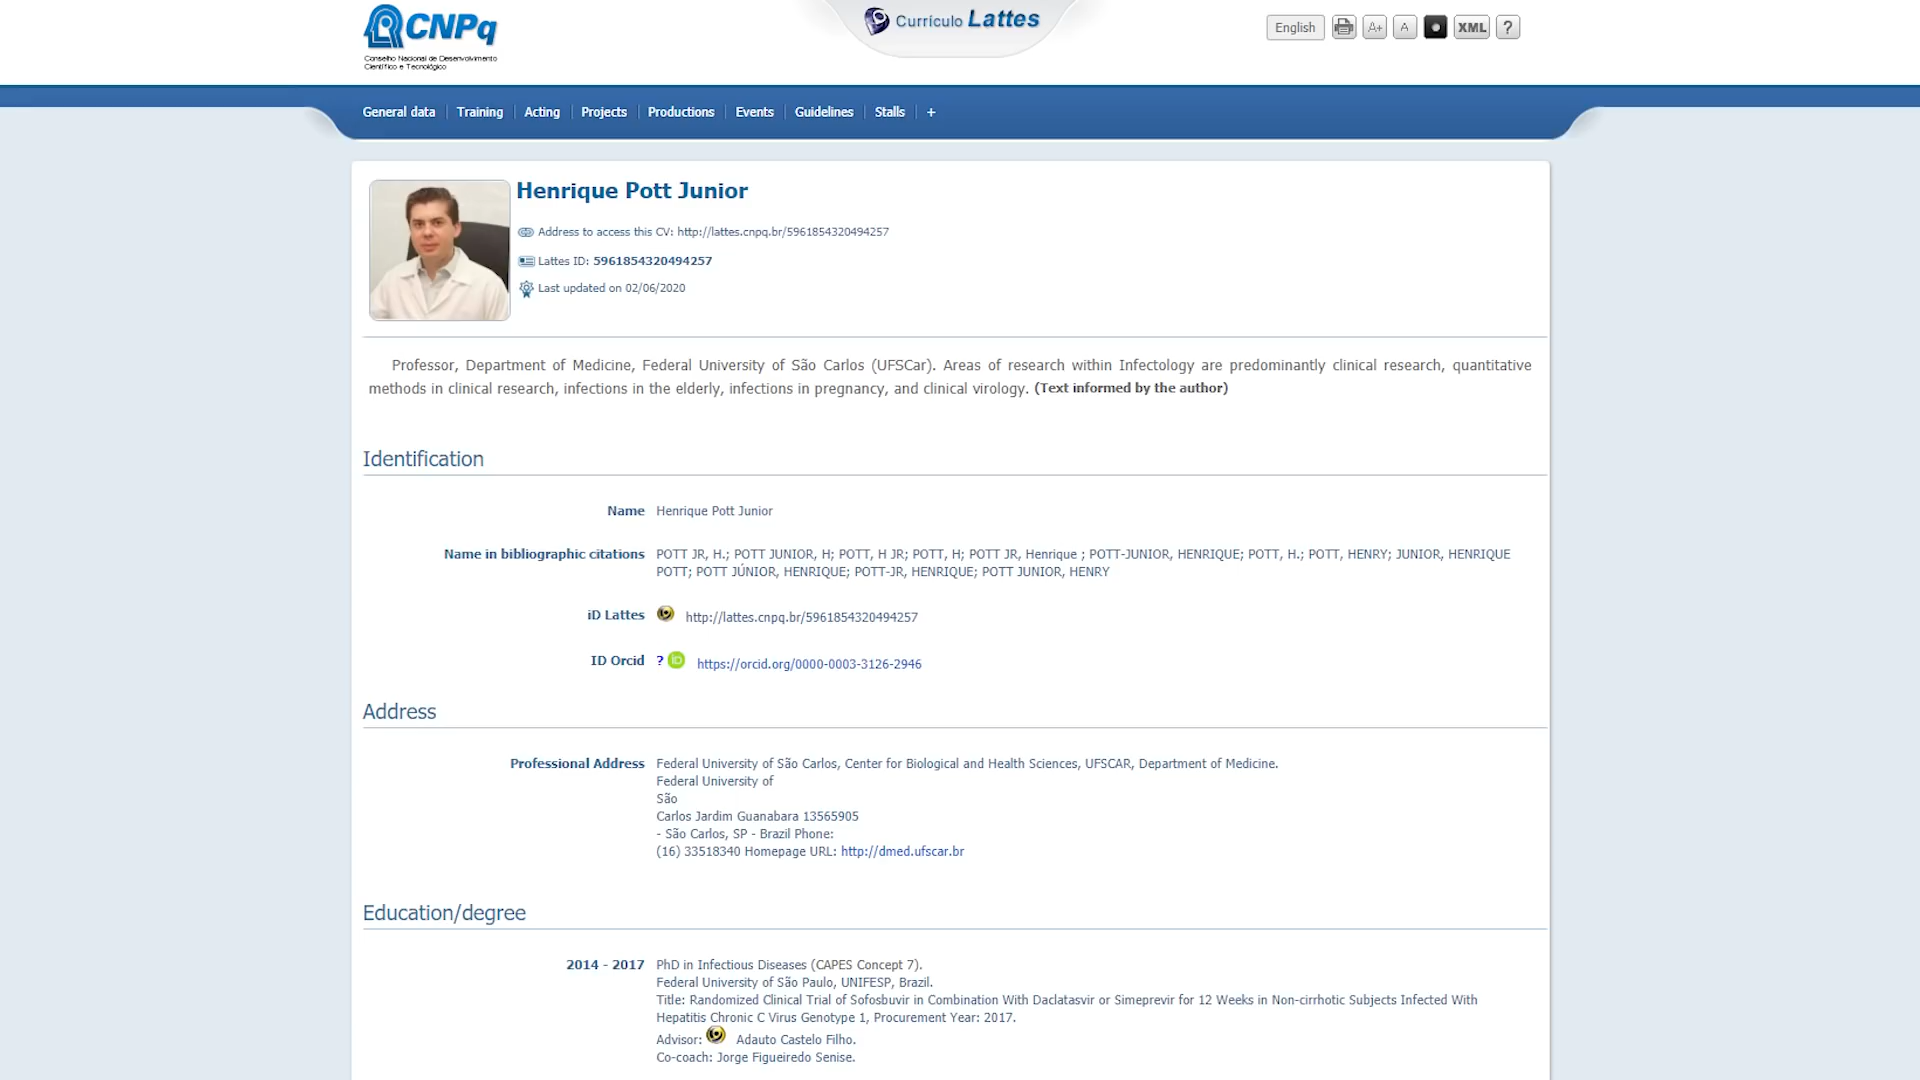 CNPq
Conselho Nacional de Desenvolvimento
Científico e Tecnológico
Currículo Lattes
English
A+
A
XML
?
General data
Training
Acting
Projects
Productions
Events
Guidelines
Stalls
+
Henrique Pott Junior
Address to access this CV: http://lattes.cnpq.br/5961854320494257
Lattes ID: 5961854320494257
Last updated on 02/06/2020
Professor, Department of Medicine, Federal University of São Carlos (UFSCar). Areas of research within Infectology are predominantly clinical research, quantitative
methods in clinical research, infections in the elderly, infections in pregnancy, and clinical virology. (Text informed by the author)
Identification
Name Henrique Pott Junior
Name in bibliographic citations POTT JR, H.; POTT JUNIOR, H; POTT, H JR; POTT, H; POTT JR, Henrique ; POTT-JUNIOR, HENRIQUE; POTT, H.; POTT, HENRY; JUNIOR, HENRIQUE
POTT; POTT JÚNIOR, HENRIQUE; POTT-JR, HENRIQUE; POTT JUNIOR, HENRY
iD Lattes http://lattes.cnpq.br/5961854320494257
ID Orcid ? iD https://orcid.org/0000-0003-3126-2946
Address
Professional Address Federal University of São Carlos, Center for Biological and Health Sciences, UFSCAR, Department of Medicine.
Federal University of
São
Carlos Jardim Guanabara 13565905
- São Carlos, SP - Brazil Phone:
(16) 33518340 Homepage URL: http://dmed.ufscar.br
Education/degree
2014 - 2017 PhD in Infectious Diseases (CAPES Concept 7).
Federal University of São Paulo, UNIFESP, Brazil.
Title: Randomized Clinical Trial of Sofosbuvir in Combination With Daclatasvir or Simeprevir for 12 Weeks in Non-cirrhotic Subjects Infected With
Hepatitis Chronic C Virus Genotype 1, Procurement Year: 2017.
Advisor: Adauto Castelo Filho.
Co-coach: Jorge Figueiredo Senise.